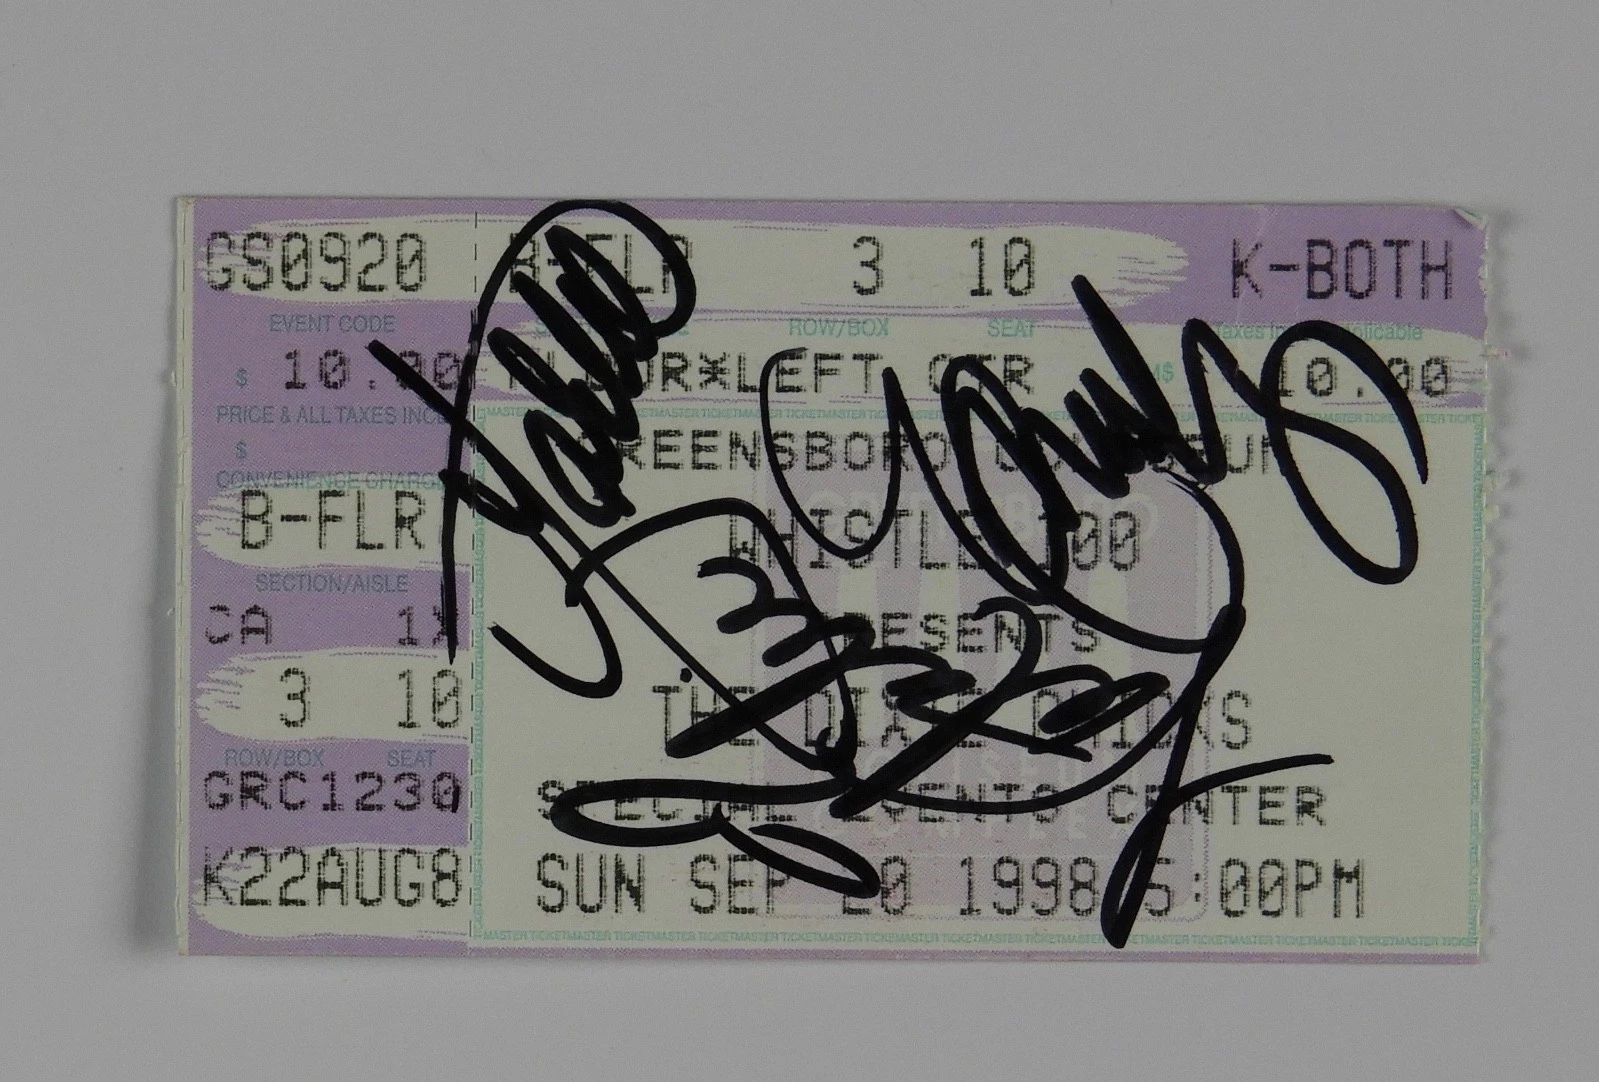 GS0920 B-FLR 3 10 K-BOTH
EVENT CODE ROW/BOX SEAT
$ 10.00 LEFT CTR 10.00
PRICE & ALL TAXES
$ GREENSBORO COLISEUM
CONVENIENCE CHARGE
B-FLR WHISTLE 100
SECTION/AISLE
CA 1X PRESENTS
3 10 THE DIXIE CHICKS
ROW/BOX SEAT
GRC1230 SPECIAL EVENTS CENTER
K22AUG8 SUN SEP 20 1998 5:00PM